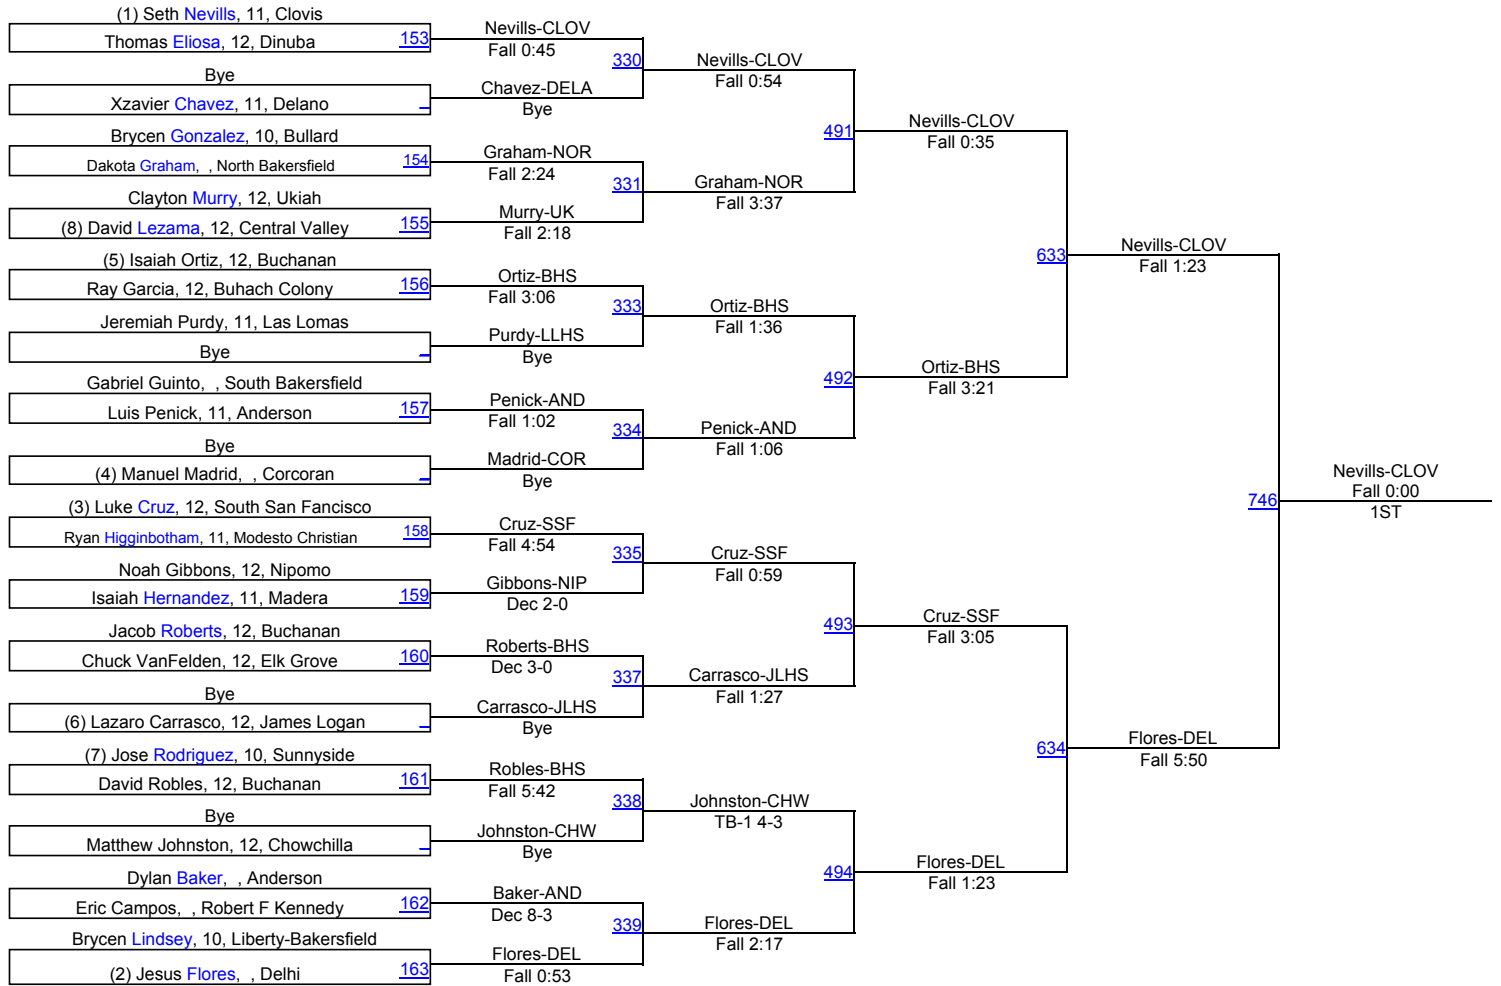 (1) Seth Nevills, 11, Clovis
Thomas Eliosa, 12, Dinuba 153
Bye
Xzavier Chavez, 11, Delano
Brycen Gonzalez, 10, Bullard
Dakota Graham, , North Bakersfield 154
Clayton Murry, 12, Ukiah
(8) David Lezama, 12, Central Valley 155
(5) Isaiah Ortiz, 12, Buchanan
Ray Garcia, 12, Buhach Colony 156
Jeremiah Purdy, 11, Las Lomas
Bye
Gabriel Guinto, , South Bakersfield
Luis Penick, 11, Anderson 157
Bye
(4) Manuel Madrid, , Corcoran
(3) Luke Cruz, 12, South San Fancisco
Ryan Higginbotham, 11, Modesto Christian 158
Noah Gibbons, 12, Nipomo
Isaiah Hernandez, 11, Madera 159
Jacob Roberts, 12, Buchanan
Chuck VanFelden, 12, Elk Grove 160
Bye
(6) Lazaro Carrasco, 12, James Logan
(7) Jose Rodriguez, 10, Sunnyside
David Robles, 12, Buchanan 161
Bye
Matthew Johnston, 12, Chowchilla
Dylan Baker, , Anderson
Eric Campos, , Robert F Kennedy 162
Brycen Lindsey, 10, Liberty-Bakersfield
(2) Jesus Flores, , Delhi 163
Nevills-CLOV
Fall 0:45
330
Chavez-DELA
Bye
Graham-NOR
Fall 2:24
331
Murry-UK
Fall 2:18
Ortiz-BHS
Fall 3:06
333
Purdy-LLHS
Bye
Penick-AND
Fall 1:02
334
Madrid-COR
Bye
Cruz-SSF
Fall 4:54
335
Gibbons-NIP
Dec 2-0
Roberts-BHS
Dec 3-0
337
Carrasco-JLHS
Bye
Robles-BHS
Fall 5:42
338
Johnston-CHW
Bye
Baker-AND
Dec 8-3
339
Flores-DEL
Fall 0:53
Nevills-CLOV
Fall 0:54
491
Graham-NOR
Fall 3:37
Ortiz-BHS
Fall 1:36
492
Penick-AND
Fall 1:06
Cruz-SSF
Fall 0:59
493
Carrasco-JLHS
Fall 1:27
Johnston-CHW
TB-1 4-3
494
Flores-DEL
Fall 2:17
Nevills-CLOV
Fall 0:35
633
Ortiz-BHS
Fall 3:21
Cruz-SSF
Fall 3:05
634
Flores-DEL
Fall 1:23
Nevills-CLOV
Fall 1:23
746
Flores-DEL
Fall 5:50
Nevills-CLOV
Fall 0:00
1ST